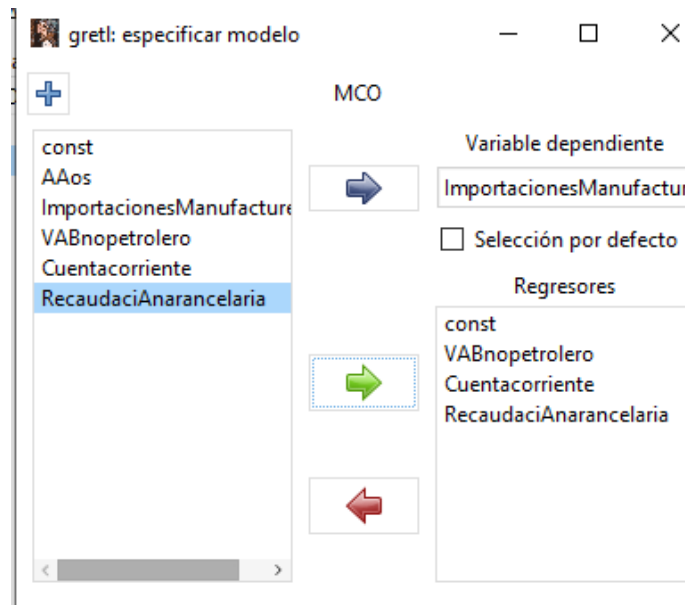 gretl: especificar modelo
MCO
const
AAos
ImportacionesManufacture
VABnopetrolero
Cuentacorriente
RecaudaciAnarancelaria
Variable dependiente
ImportacionesManufactur
Selección por defecto
Regresores
const
VABnopetrolero
Cuentacorriente
RecaudaciAnarancelaria